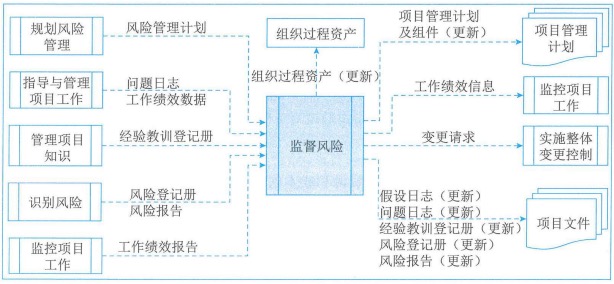 规划风险
管理
指导与管理
项目工作
管理项目
知识
识别风险
监控项目
工作
风险管理计划
问题日志
工作绩效数据
经验教训登记册
风险登记册
风险报告
工作绩效报告
组织过程资产
组织过程资产（更新）
监督风险
项目管理计划
及组件（更新）
工作绩效信息
变更请求
假设日志（更新）
问题日志（更新）
经验教训登记册（更新）
风险登记册（更新）
风险报告（更新）
项目管理
计划
监控项目
工作
实施整体
变更控制
项目文件